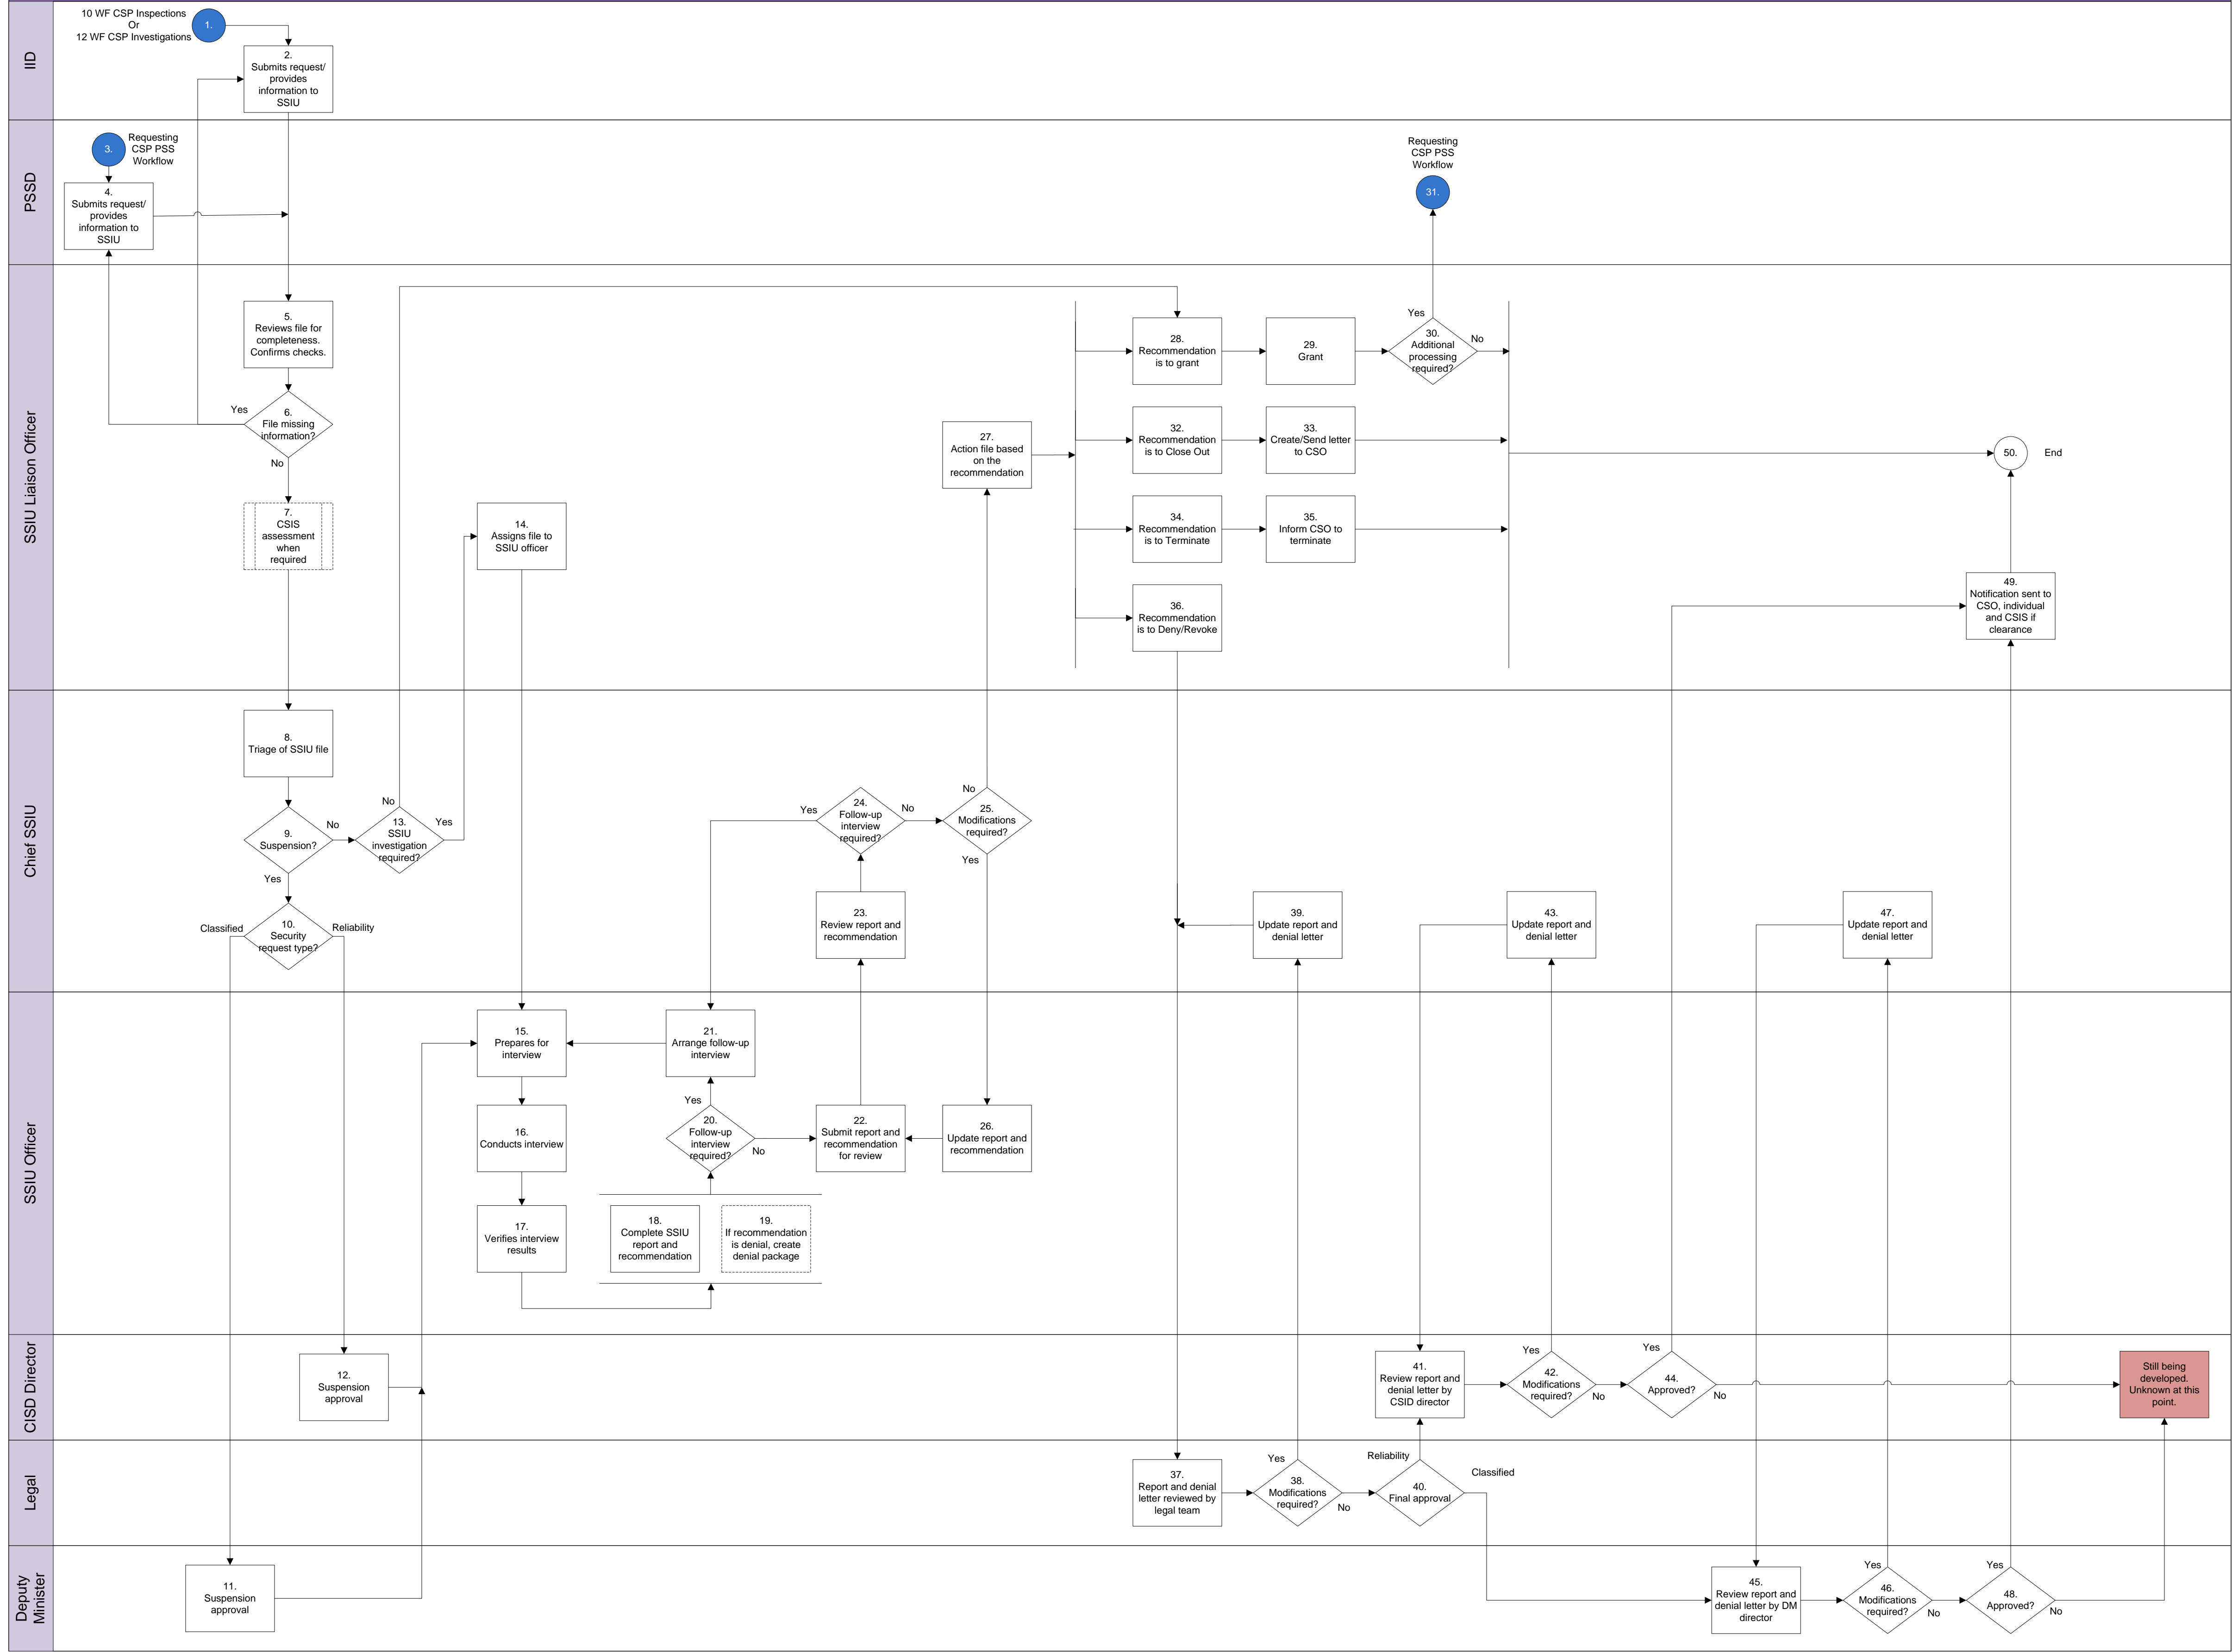 IID
10 WF CSP Inspections
Or
12 WF CSP Investigations
1.
2.
Submits request/
provides
information to
SSIU
PSSD
3.
Requesting
CSP PSS
Workflow
4.
Submits request/
provides
information to
SSIU
Requesting
CSP PSS
Workflow
31.
SSIU Liaison Officer
5.
Reviews file for
completeness.
Confirms checks.
Yes
6.
File missing
information?
No
7.
CSIS
assessment
when
required
14.
Assigns file to
SSIU officer
27.
Action file based
on the
recommendation
28.
Recommendation
is to grant
29.
Grant
Yes
30.
Additional
processing
required?
No
32.
Recommendation
is to Close Out
33.
Create/Send letter
to CSO
34.
Recommendation
is to Terminate
35.
Inform CSO to
terminate
36.
Recommendation
is to Deny/Revoke
50.
End
49.
Notification sent to
CSO, individual
and CSIS if
clearance
Chief SSIU
8.
Triage of SSIU file
9.
Suspension?
No
Yes
No
13.
SSIU
investigation
required?
Yes
Classified
10.
Security
request type?
Reliability
Yes
24.
Follow-up
interview
required?
No
No
25.
Modifications
required?
Yes
23.
Review report and
recommendation
39.
Update report and
denial letter
43.
Update report and
denial letter
47.
Update report and
denial letter
SSIU Officer
15.
Prepares for
interview
21.
Arrange follow-up
interview
16.
Conducts interview
Yes
20.
Follow-up
interview
required?
No
22.
Submit report and
recommendation
for review
26.
Update report and
recommendation
17.
Verifies interview
results
18.
Complete SSIU
report and
recommendation
19.
If recommendation
is denial, create
denial package
CISD Director
12.
Suspension
approval
41.
Review report and
denial letter by
CSID director
Yes
42.
Modifications
required?
No
Yes
44.
Approved?
No
Still being
developed.
Unknown at this
point.
Legal
37.
Report and denial
letter reviewed by
legal team
Yes
38.
Modifications
required?
No
Reliability
40.
Final approval
Classified
Deputy
Minister
11.
Suspension
approval
45.
Review report and
denial letter by DM
director
Yes
46.
Modifications
required?
No
Yes
48.
Approved?
No